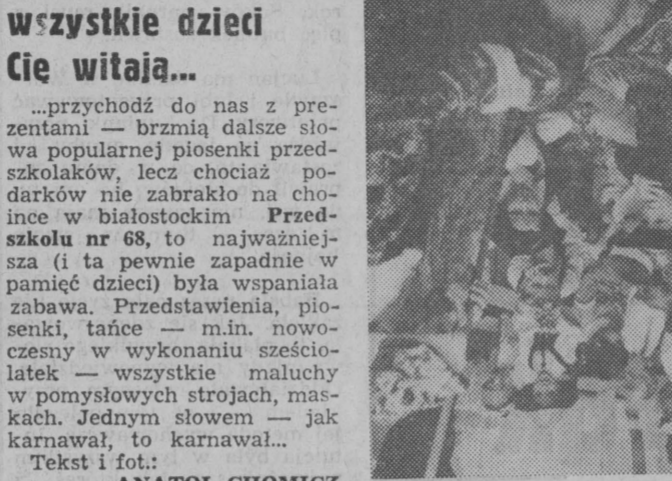 wszystkie dzieci
Cię witają...
...przychodź do nas z pre-
zentami — brzmią dalsze sło-
wa popularnej piosenki przed-
szkolaków, lecz chociaż po-
darków nie zabrakło na cho-
ince w białostockim Przed-
szkolu nr 68, to najważniej-
sza (i ta pewnie zapadnie w
pamięć dzieci) była wspaniała
zabawa. Przedstawienia, pio-
senki, tańce — m.in. nowo-
czesny w wykonaniu sześcio-
latek — wszystkie maluchy
w pomysłowych strojach, mas-
kach. Jednym słowem — jak
karnawał, to karnawał...
Tekst i fot.:
ANATOL CHOMICZ